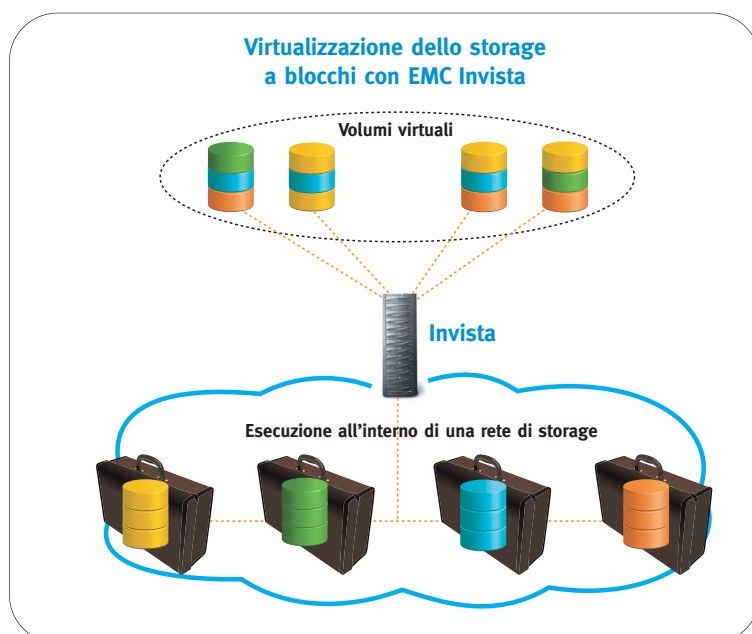 Virtualizzazione dello storage
a blocchi con EMC Invista
Volumi virtuali
Invista
Esecuzione all'interno di una rete di storage